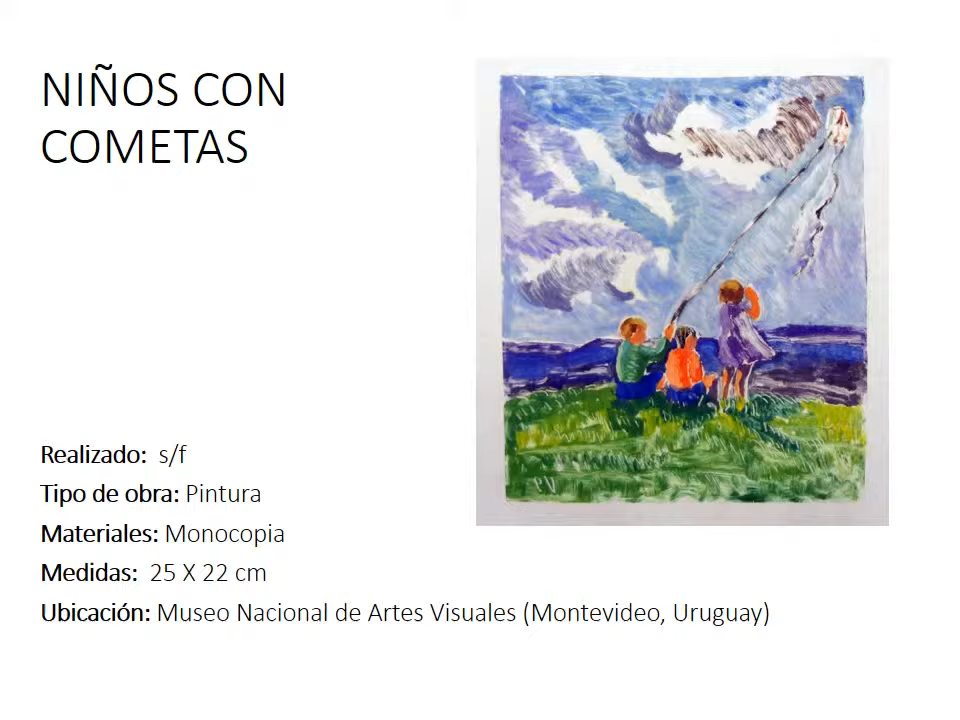 NIÑOS CON
COMETAS
Realizado: s/f
Tipo de obra: Pintura
Materiales: Monocopia
Medidas: 25 X 22 cm
Ubicación: Museo Nacional de Artes Visuales (Montevideo, Uruguay)
PV